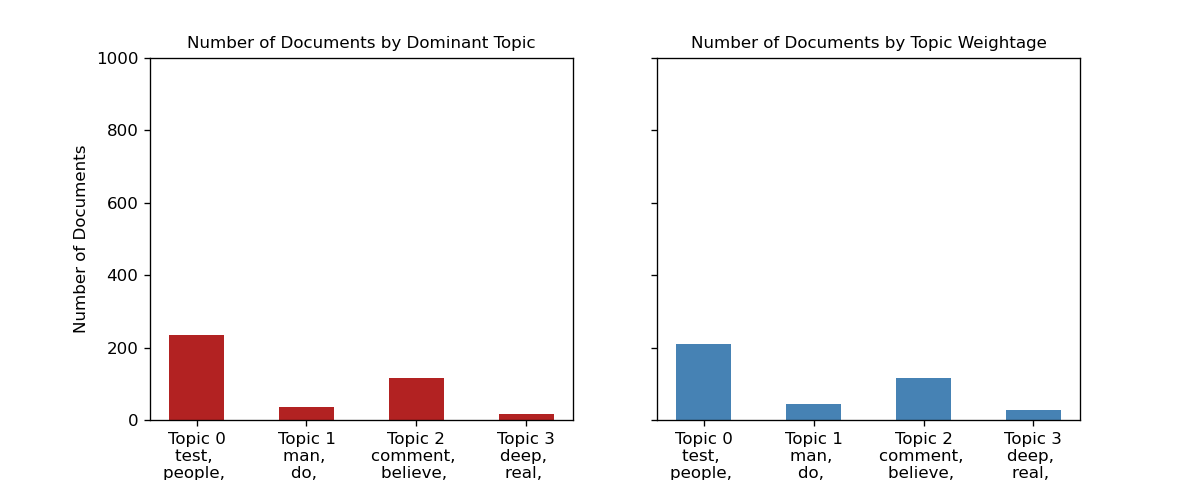 Number of Documents by Dominant Topic
Number of Documents
1000
800
600
400
200
0
Topic 0
test,
people,
Topic 1
man,
do,
Topic 2
comment,
believe,
Topic 3
deep,
real,
Number of Documents by Topic Weightage
Topic 0
test,
people,
Topic 1
man,
do,
Topic 2
comment,
believe,
Topic 3
deep,
real,